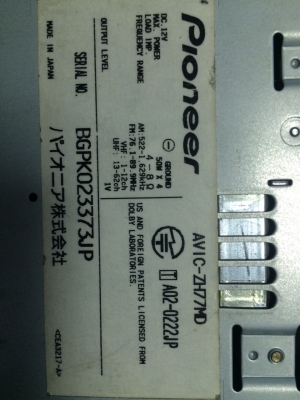 Pioneer
AVIC-ZH77MD
DC.12V ⊖ GROUND
MAX. POWER 50W × 4
LOAD IMP. 4 - 8 Ω
FREQUENCY RANGE AM:522-1,629kHz
FM:76.1-89.9MHz
VHF: 1-12ch
UHF: 13-62ch
OUTPUT LEVEL 1V
A02-0222JP
US AND FOREIGN PATENTS LICENSED FROM
DOLBY LABORATORIES.
SERIAL NO. BGPK023373JP
MADE IN JAPAN パイオニア株式会社
<CEA3217-A>